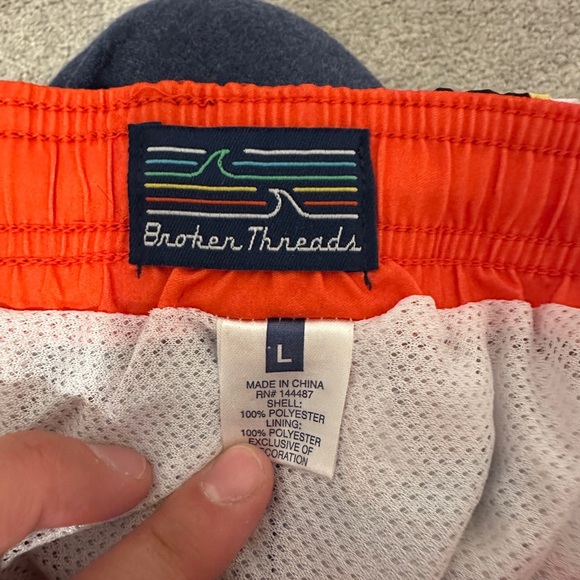 Broken Threads
L
MADE IN CHINA
RN# 144487
SHELL:
100% POLYESTER
LINING:
100% POLYESTER
EXCLUSIVE OF